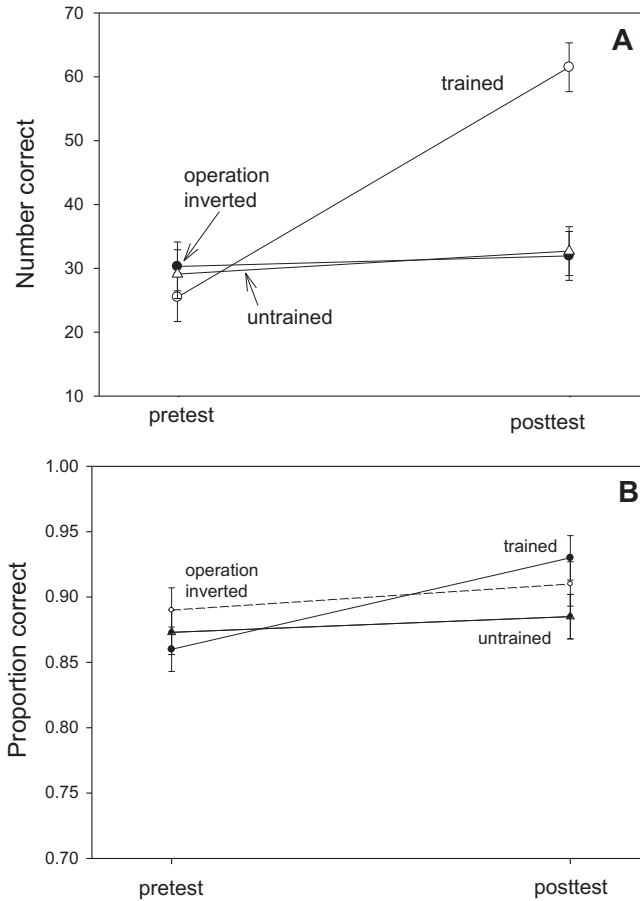 A
70
60
50
40
30
20
10
Number correct
trained
operation
inverted
untrained
pretest
posttest
B
1.00
0.95
0.90
0.85
0.80
0.75
0.70
Proportion correct
trained
operation
inverted
untrained
pretest
posttest